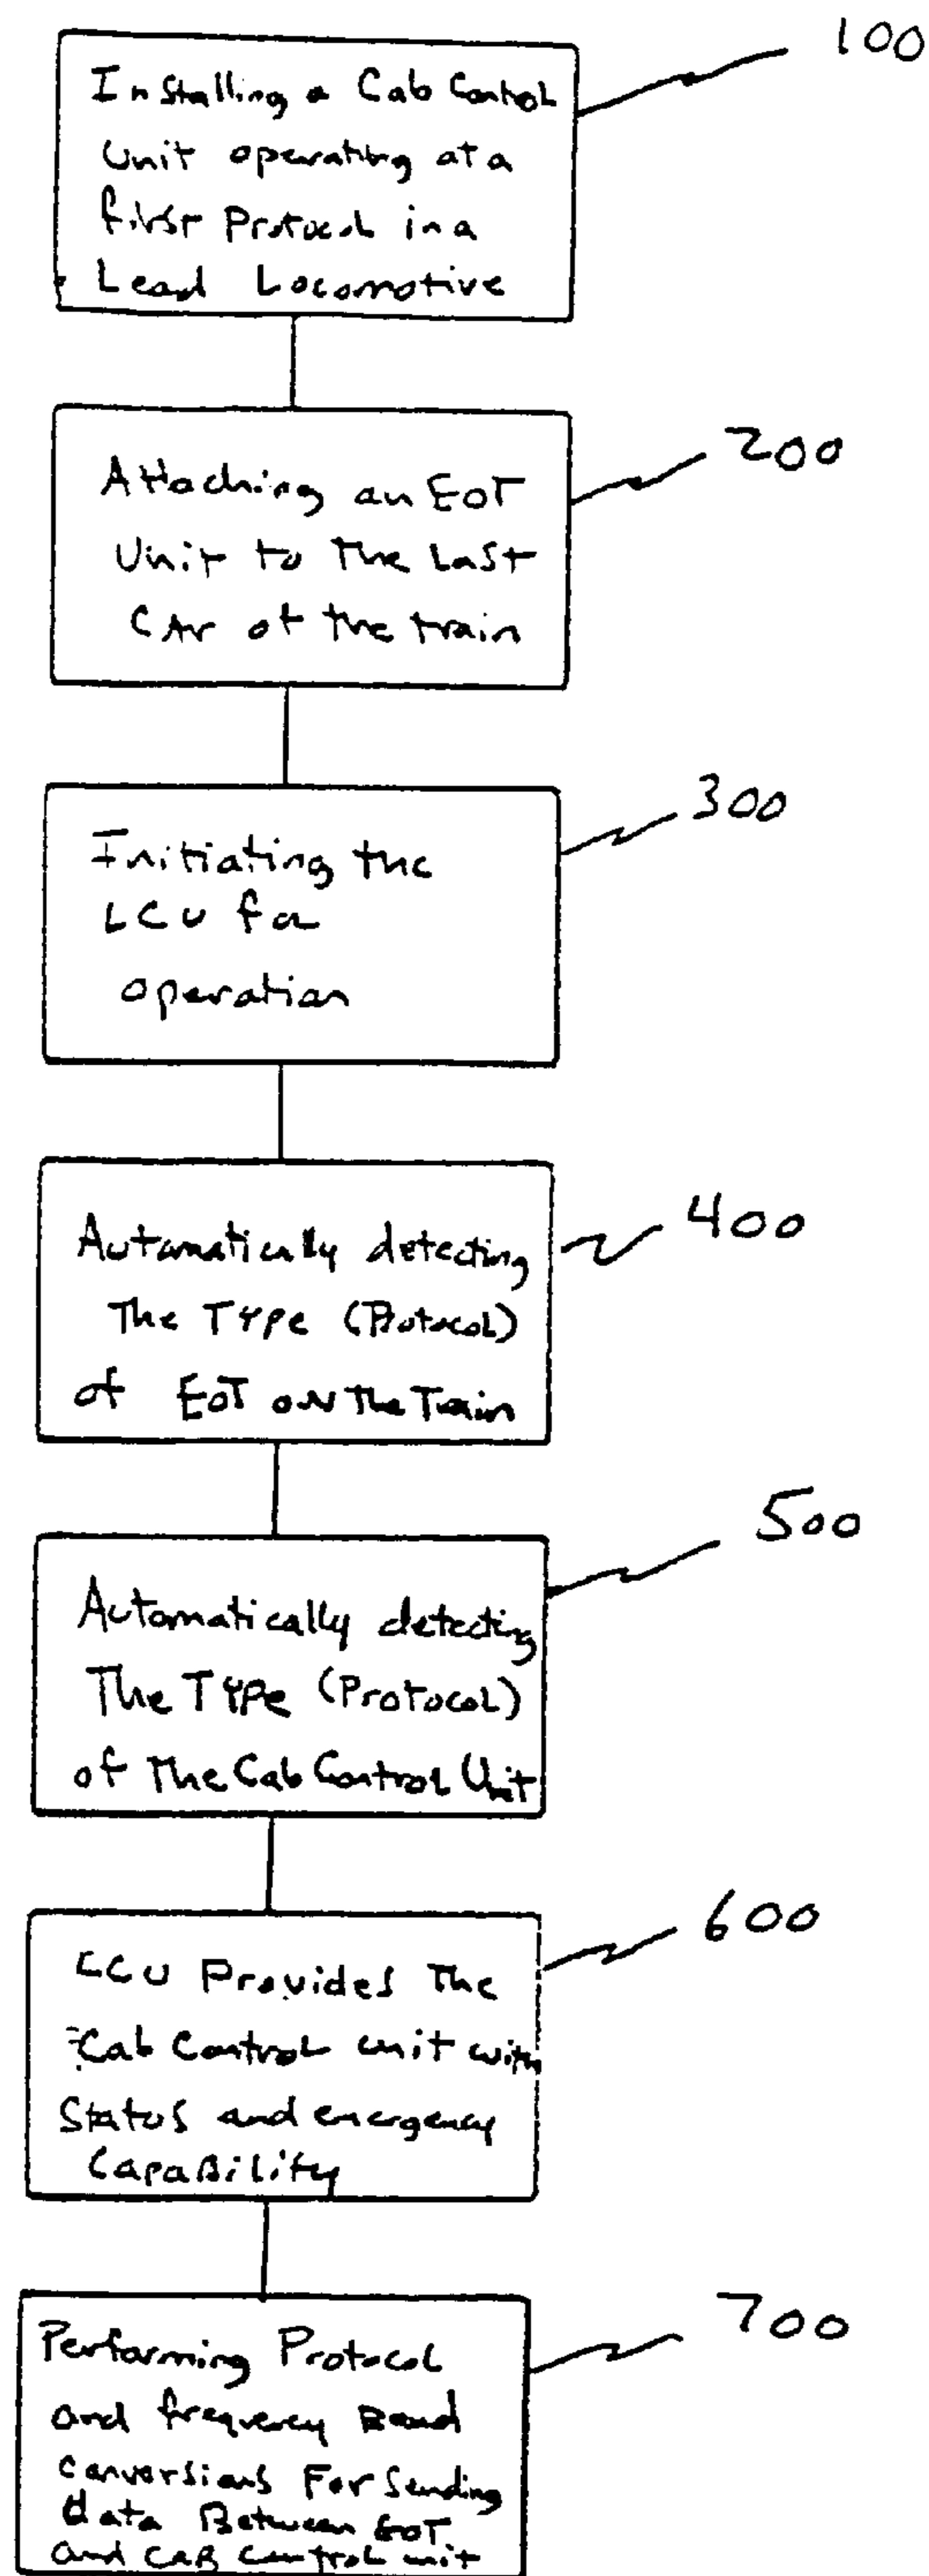 100
Installing a Cab Control
Unit operating at a
first Protocol in a
Lead Locomotive
200
Attaching an EOT
Unit to the Last
CAr of the train
300
Initiating the
LCU for
operation
400
Automatically detecting
The TYPe (Protocol)
of EOT oN The Train
500
Automatically detecting
The TYPe (Protocol)
of The Cab Control Unit
600
LCU Provides The
Cab Control unit with
Status and emergency
CapaBility
700
Performing Protocol
and frequency Band
conversions For Sending
data Between EOT
and CAB Control unit